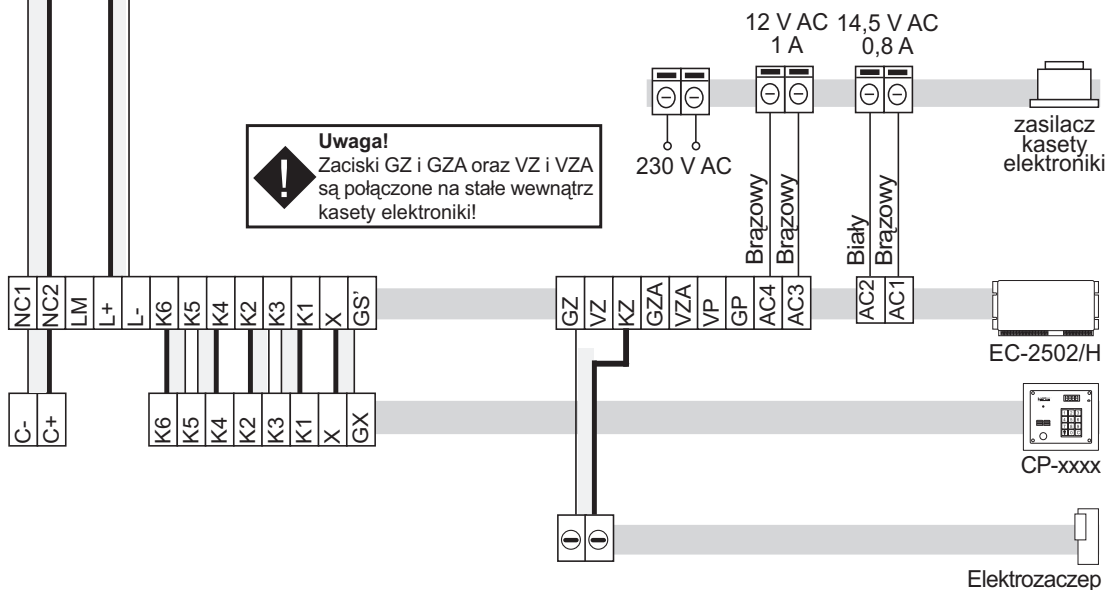 12 V AC 14,5 V AC
1 A 0,8 A
zasilacz
kasety
elektroniki
230 V AC
Uwaga!
Zaciski GZ i GZA oraz VZ i VZA
są połączone na stałe wewnątrz
kasety elektroniki!
Brązowy Brązowy Biały Brązowy
NC1 NC2 LM L+ L- K6 K5 K4 K2 K3 K1 X GS'
GZ VZ KZ GZA VZA VP GP AC4 AC3 AC2 AC1
EC-2502/H
C- C+ K6 K5 K4 K2 K3 K1 X GX
CP-xxxx
Elektrozaczep